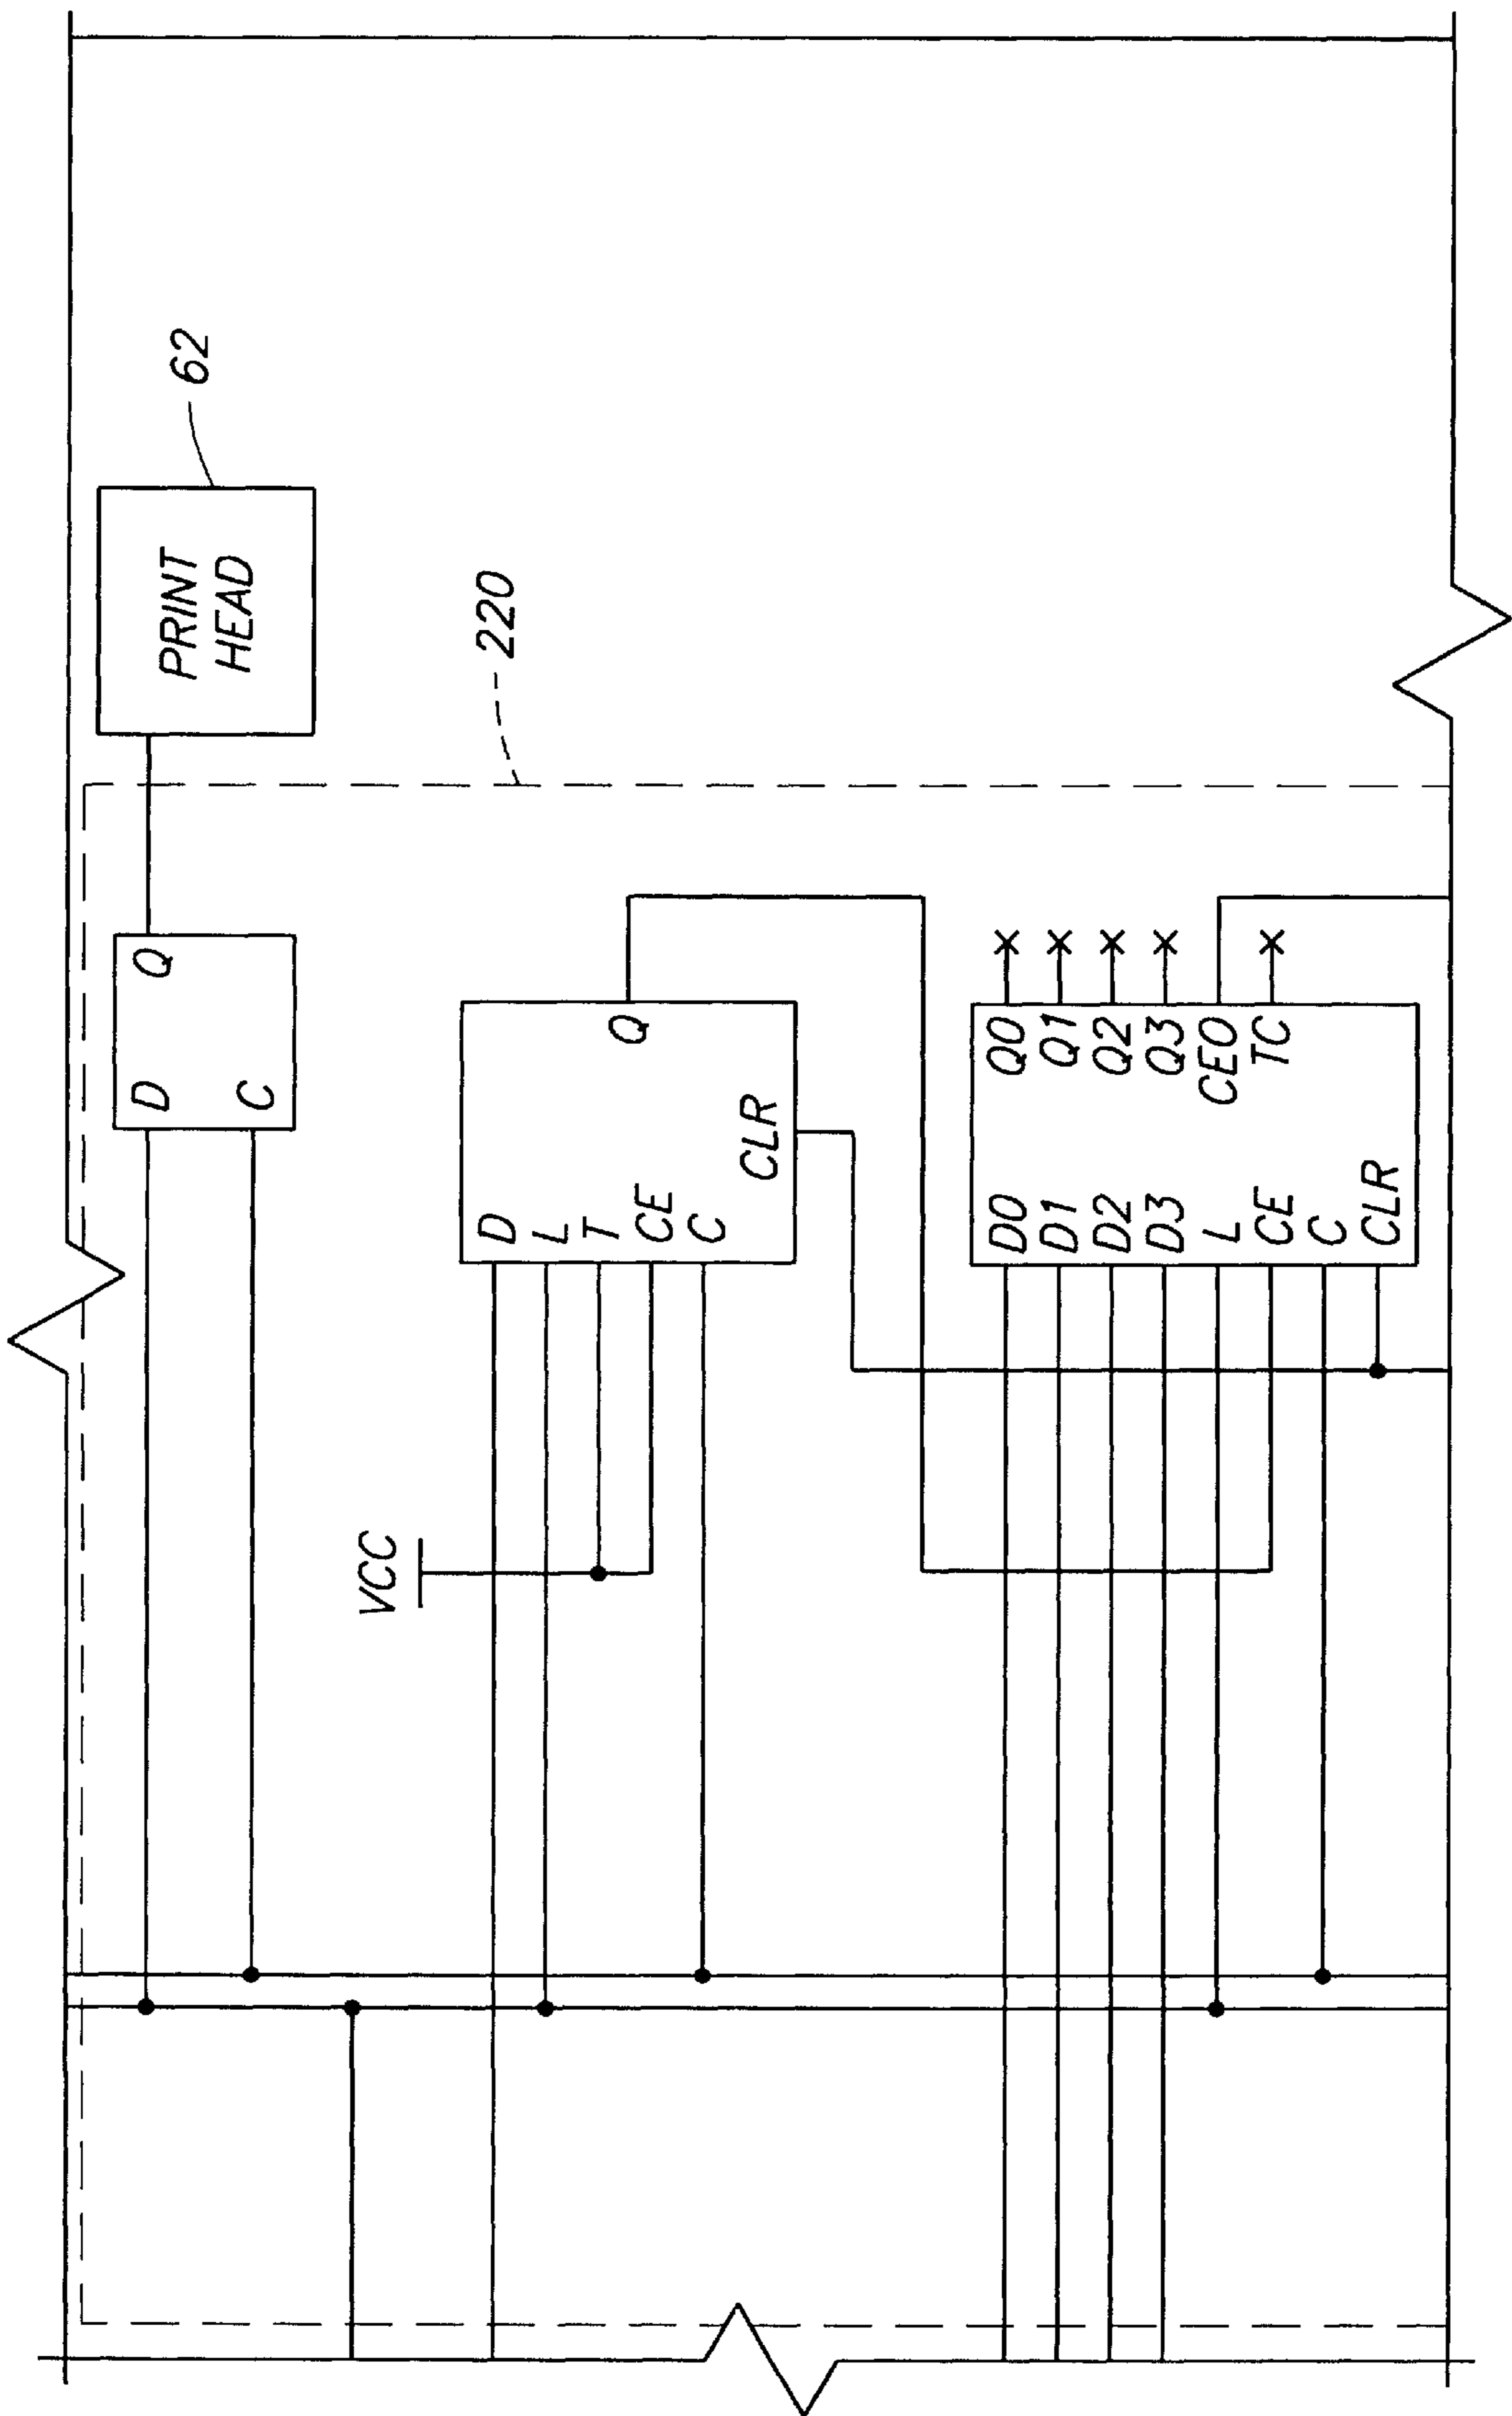 62
PRINT
HEAD
220
D Q
C
VCC
D
L
T
CE
C
Q
CLR
D0 Q0
D1 Q1
D2 Q2
D3 Q3
L CEO
CE TC
C
CLR